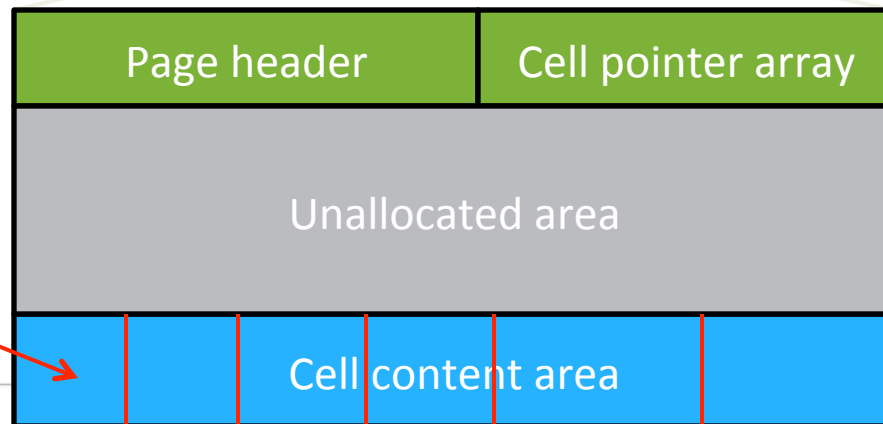 Page header Cell pointer array
Unallocated area
Cell content area